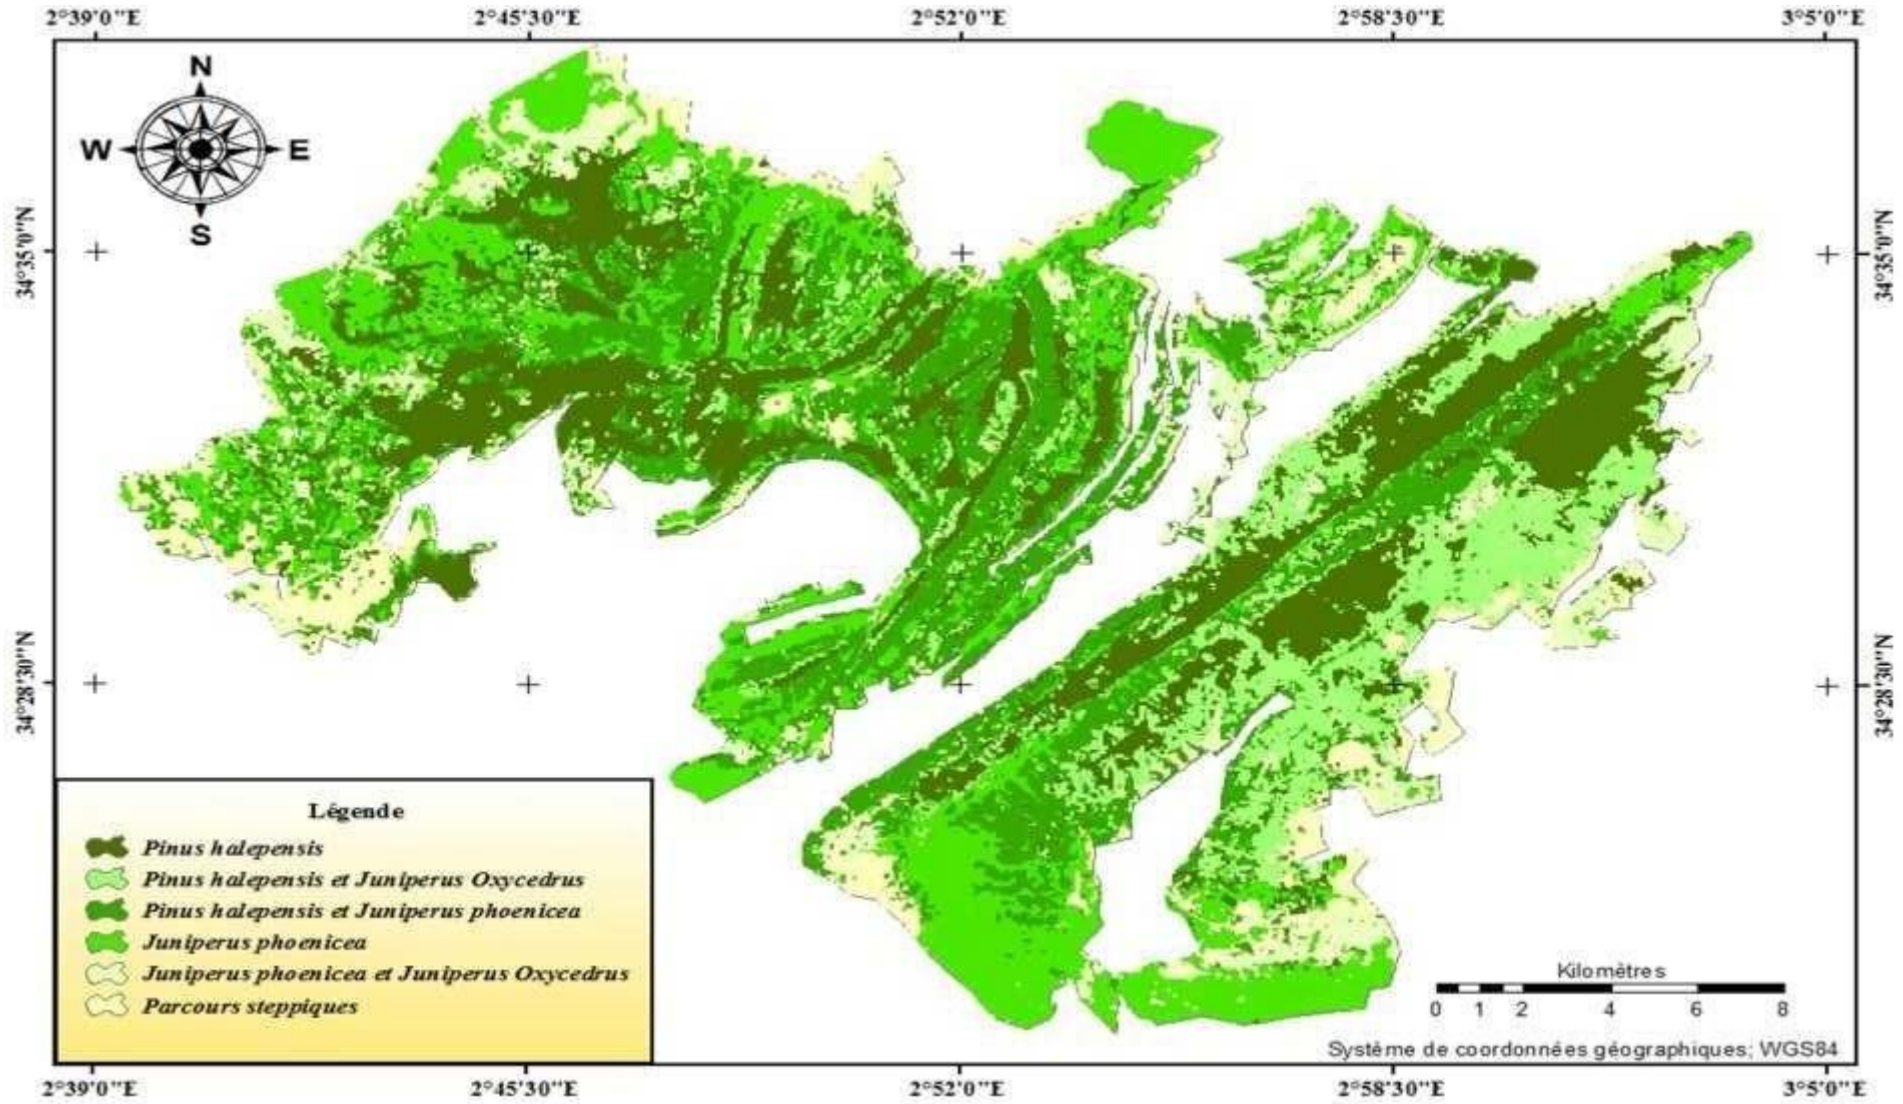 2°39'0"E 2°45'30"E 2°52'0"E 2°58'30"E 3°5'0"E
N
W E
S
34°35'0"N 34°35'0"N
34°28'30"N 34°28'30"N
Légende
Pinus halepensis
Pinus halepensis et Juniperus Oxycedrus
Pinus halepensis et Juniperus phoenicea
Juniperus phoenicea
Juniperus phoenicea et Juniperus Oxycedrus
Parcours steppiques
Kilomètres
0 1 2 4 6 8
Système de coordonnées géographiques; WGS84
2°39'0"E 2°45'30"E 2°52'0"E 2°58'30"E 3°5'0"E